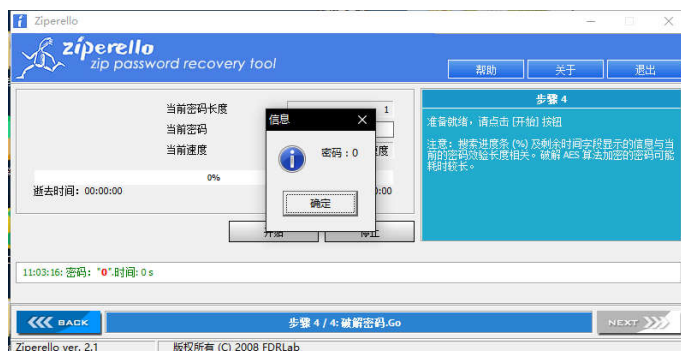 Ziperello
ziperello
zip password recovery tool
帮助 关于 退出
当前密码长度 1
当前密码
当前速度
0%
逝去时间: 00:00:00
信息
密码：0
确定
步骤 4
准备就绪，请点击 [开始] 按钮
注意：搜索进度条 (%) 及剩余时间字段显示的信息与当
前的密码效验长度相关。破解 AES 算法加密的密码可能
耗时较长。
11:03:16: 密码: "0".时间: 0 s
BACK
步骤 4 / 4: 破解密码.Go
NEXT
Ziperello ver. 2.1 版权所有 (C) 2008 FDRLab